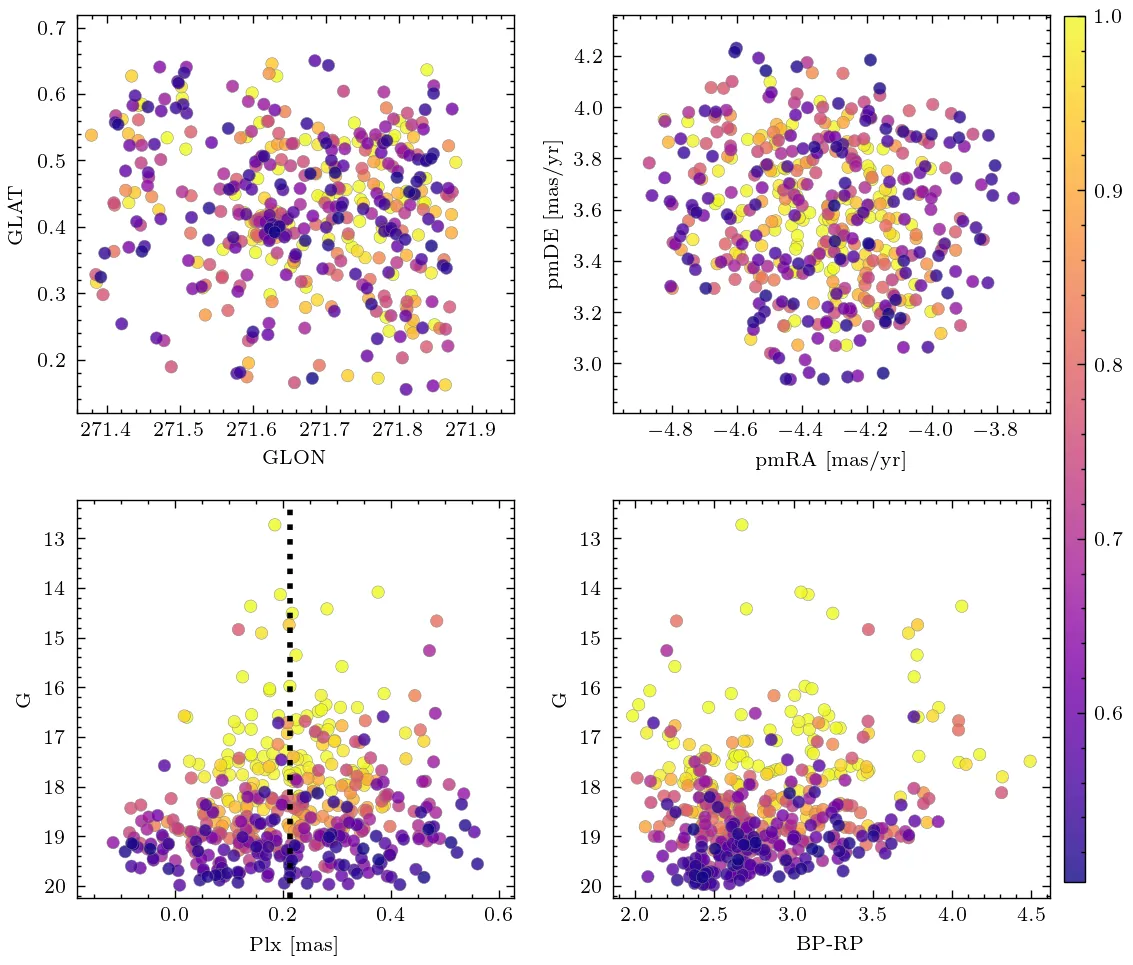 0.7
0.6
0.5
0.4
0.3
0.2
GLAT
271.4 271.5 271.6 271.7 271.8 271.9
GLON
4.2
4.0
3.8
3.6
3.4
3.2
3.0
pmDE [mas/yr]
−4.8 −4.6 −4.4 −4.2 −4.0 −3.8
pmRA [mas/yr]
1.0
0.9
0.8
0.7
0.6
13
14
15
16
17
18
19
20
G
0.0 0.2 0.4 0.6
Plx [mas]
13
14
15
16
17
18
19
20
G
2.0 2.5 3.0 3.5 4.0 4.5
BP-RP